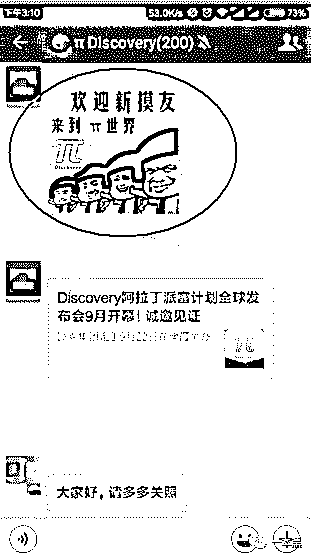 下午3:10
53.0K/s
73%
π Discovery(200)
欢迎新摸友
来到 π世界
π
Discovery阿拉丁派富计划全球发
布会9月开幕！诚邀见证
大家好，请多多关照